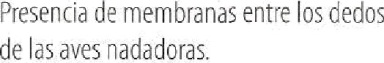 Presencia de membranas entre los dedos
de las aves nadadoras.